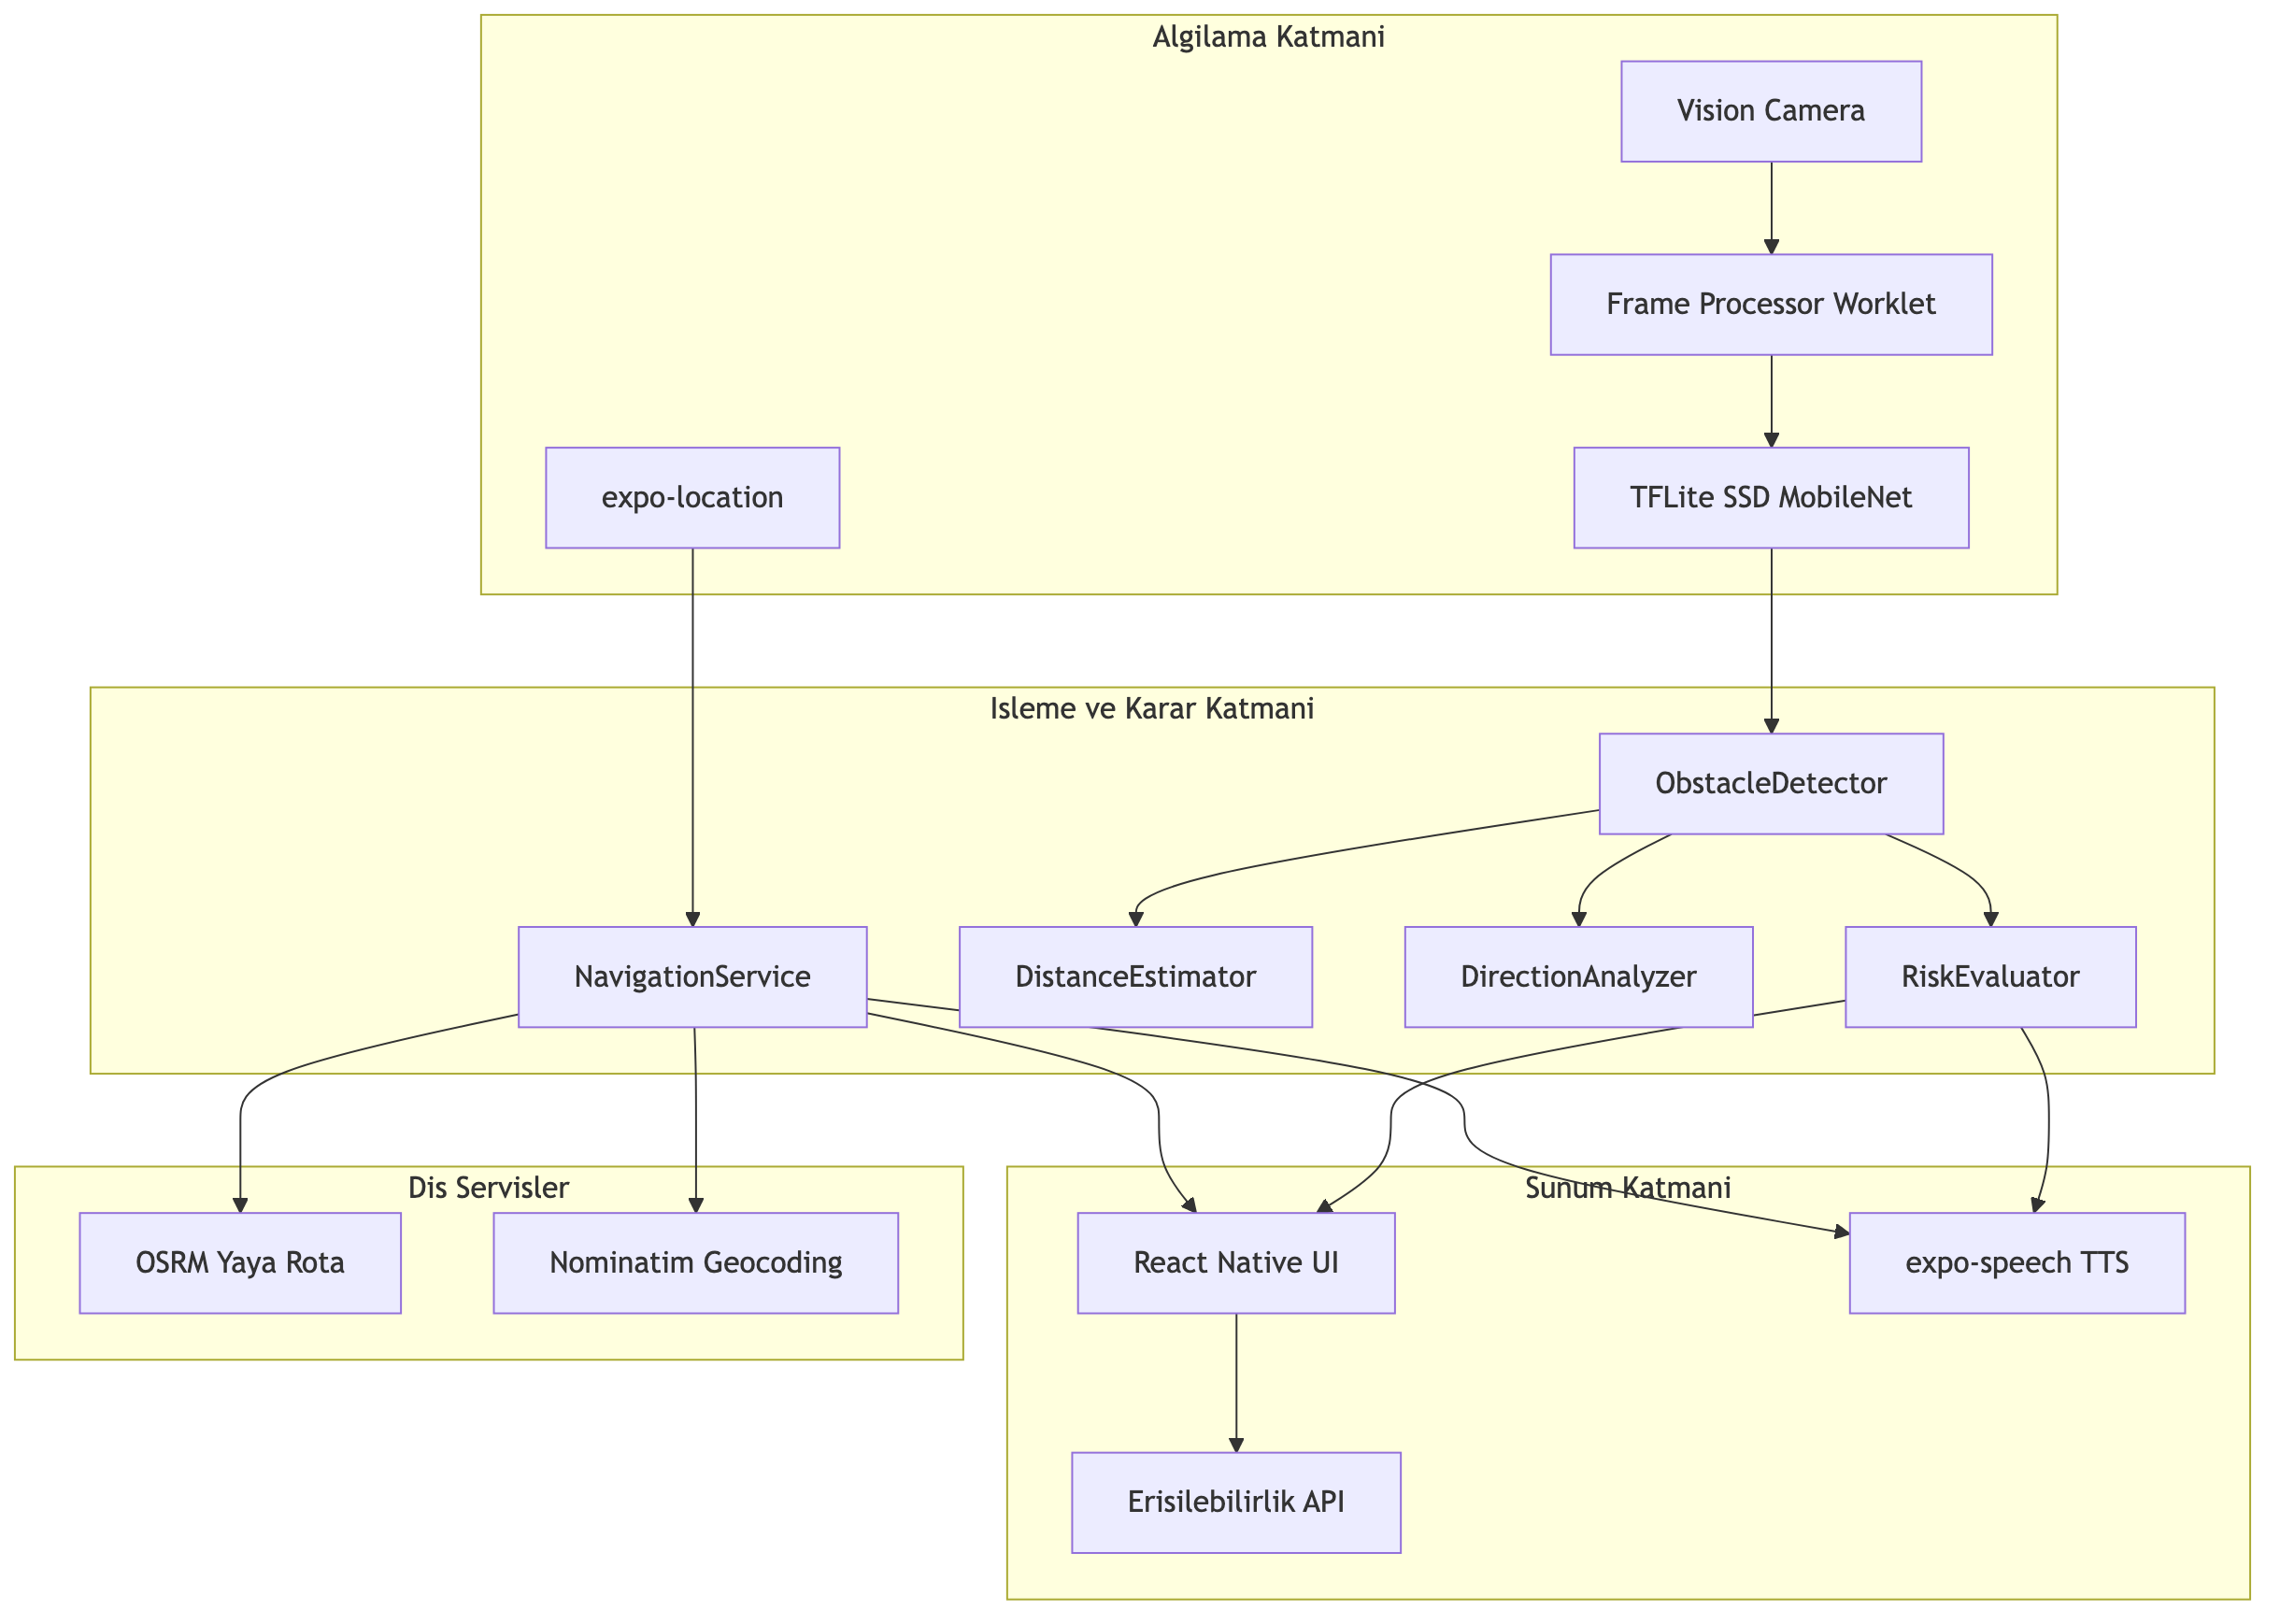 Algilama Katmani
Vision Camera
Frame Processor Worklet
expo-location
TFLite SSD MobileNet
Isleme ve Karar Katmani
ObstacleDetector
NavigationService
DistanceEstimator
DirectionAnalyzer
RiskEvaluator
Dis Servisler
OSRM Yaya Rota
Nominatim Geocoding
Sunum Katmani
React Native UI
expo-speech TTS
Erisilebilirlik API